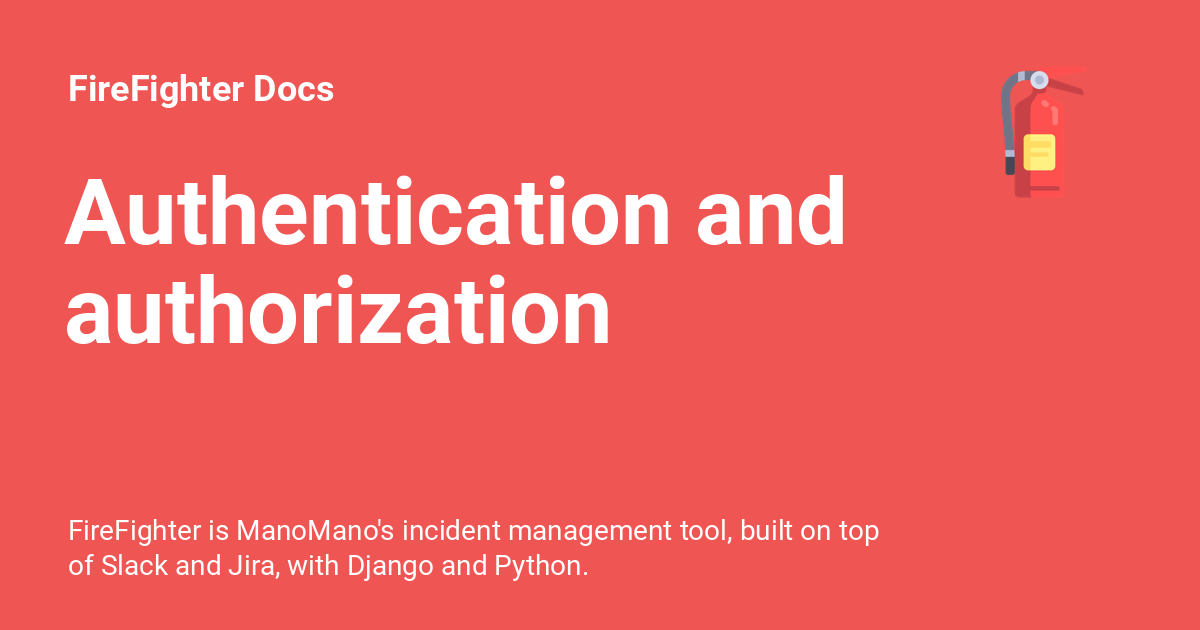 FireFighter Docs
Authentication and
authorization
FireFighter is ManoMano's incident management tool, built on top
of Slack and Jira, with Django and Python.